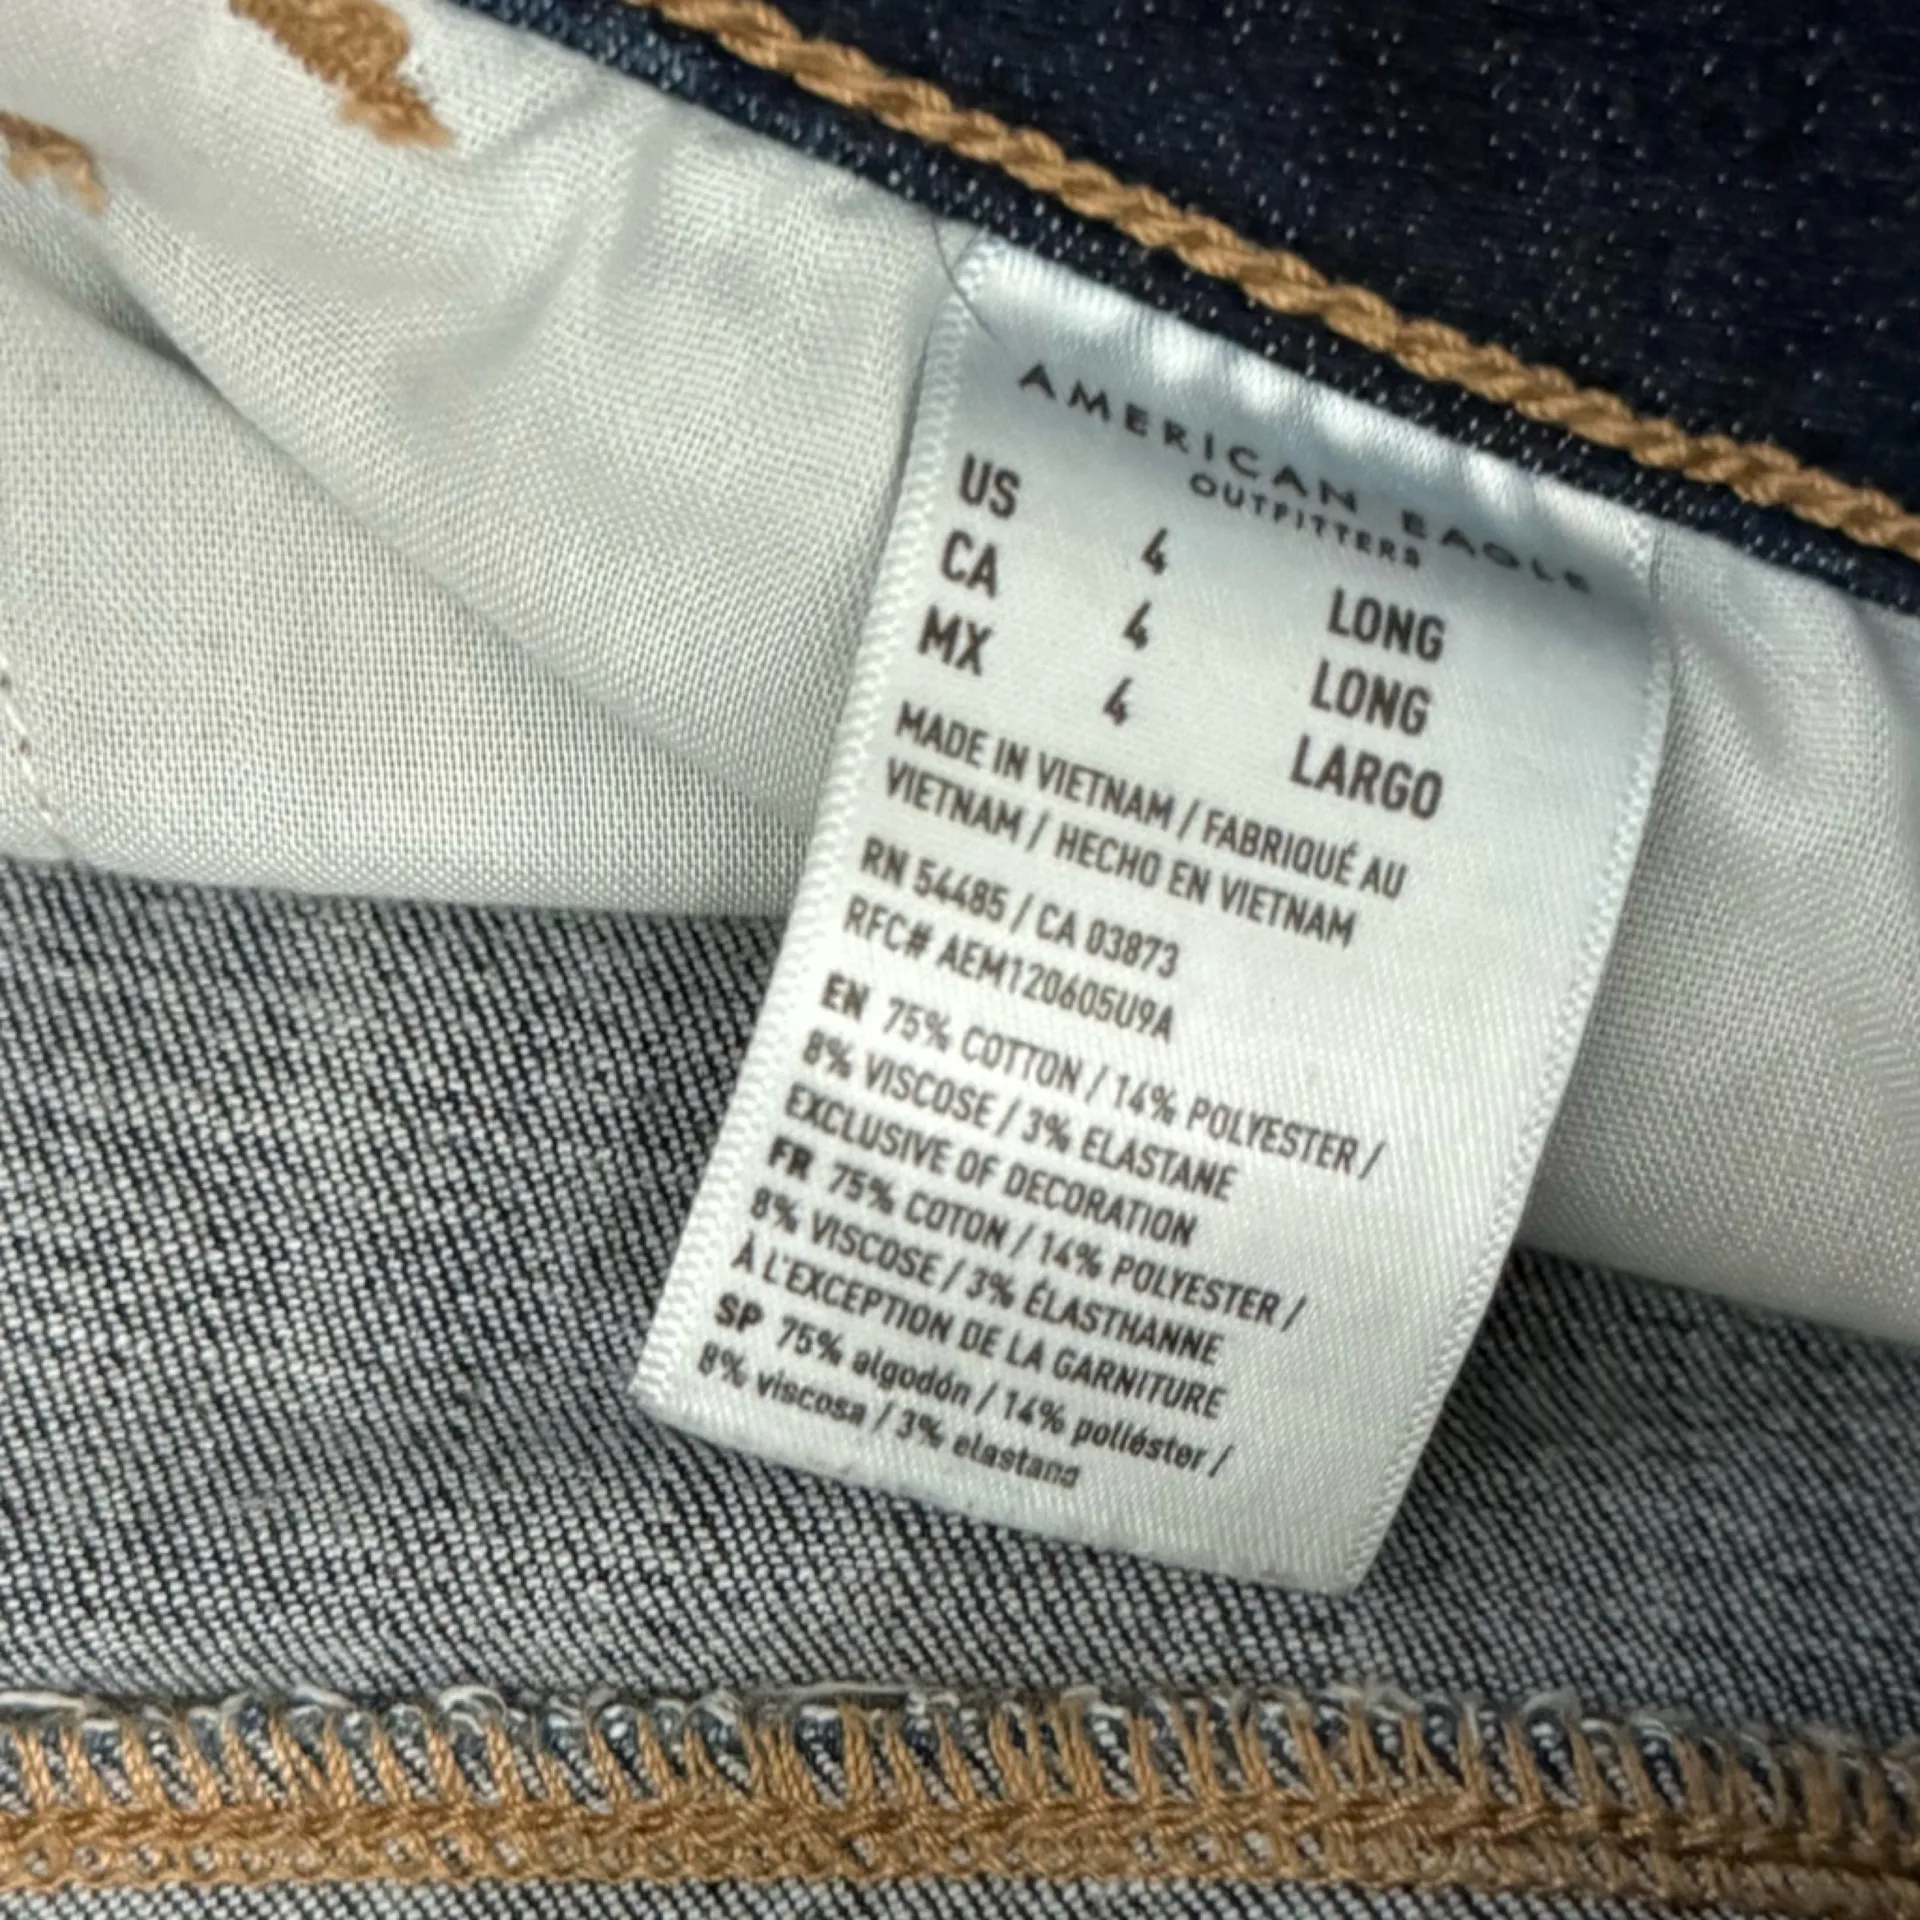 AMERICAN EAGLE
OUTFITTERS
US 4 LONG
CA 4 LONG
MX 4 LARGO
MADE IN VIETNAM / FABRIQUÉ AU
VIETNAM / HECHO EN VIETNAM
RN 54485 / CA 03873
RFC# AEM120605U9A
EN 75% COTTON / 14% POLYESTER /
8% VISCOSE / 3% ELASTANE
EXCLUSIVE OF DECORATION
FR 75% COTON / 14% POLYESTER /
8% VISCOSE / 3% ÉLASTHANNE
À L'EXCEPTION DE LA GARNITURE
SP 75% algodón / 14% poliéster /
8% viscosa / 3% elastano